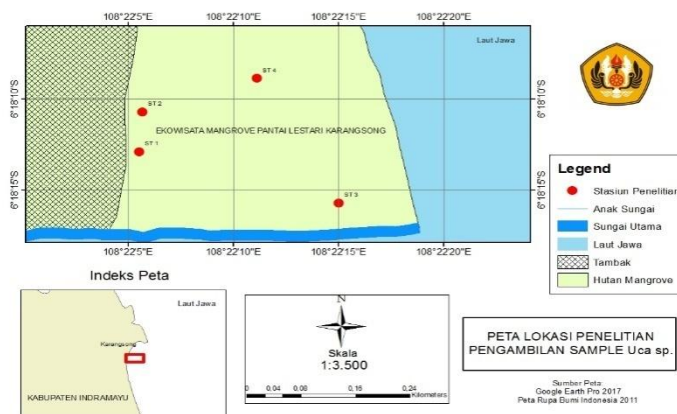 108°22'5"E 108°22'10"E 108°22'15"E 108°22'20"E
Laut Jawa
ST 4
6°18'10"S 6°18'10"S
ST 2
EKOWISATA MANGROVE PANTAI LESTARI KARANGSONG
ST 1
6°18'15"S 6°18'15"S
ST 3
108°22'5"E 108°22'10"E 108°22'15"E 108°22'20"E
Legend
Stasiun Penelitian
Anak Sungai
Sungai Utama
Laut Jawa
Tambak
Hutan Mangrove
Indeks Peta
Laut Jawa
Karangsong
KABUPATEN INDRAMAYU
N
Skala
1:3.500
0 0,04 0,08 0,16 0,24
Kilometers
PETA LOKASI PENELITIAN
PENGAMBILAN SAMPLE Uca sp.
Sumber Peta:
Google Earth Pro 2017
Peta Rupa Bumi Indonesia 2011